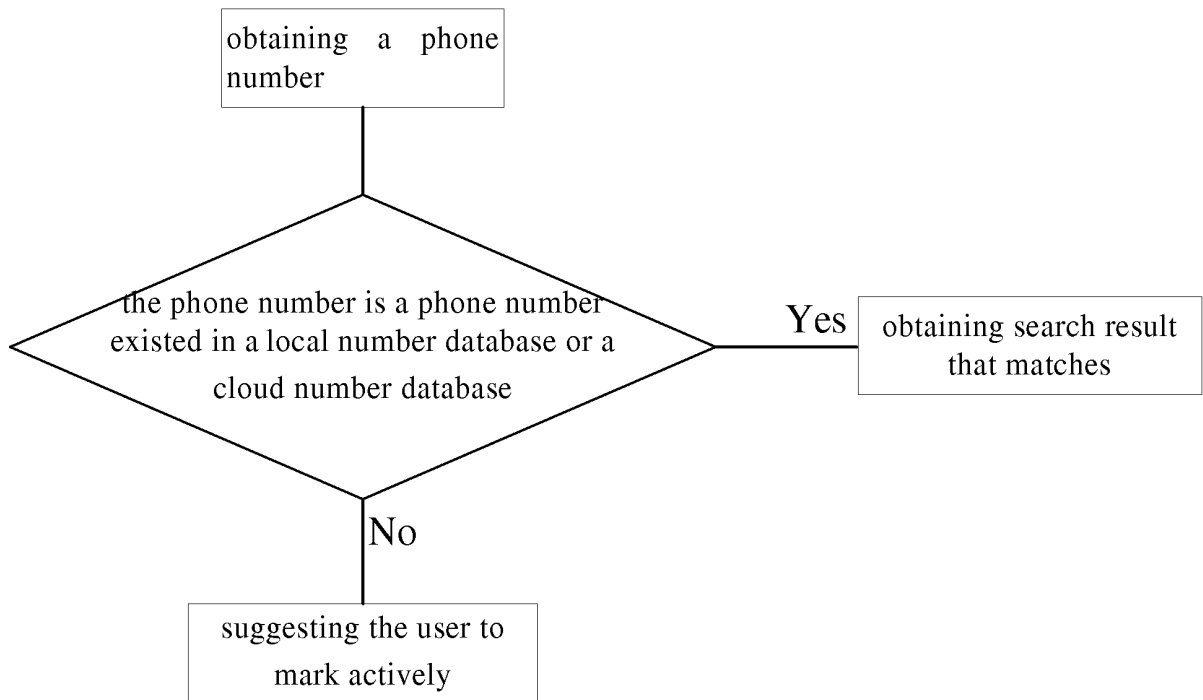 obtaining a phone
number
the phone number is a phone number
existed in a local number database or a
cloud number database
Yes
obtaining search result
that matches
No
suggesting the user to
mark actively